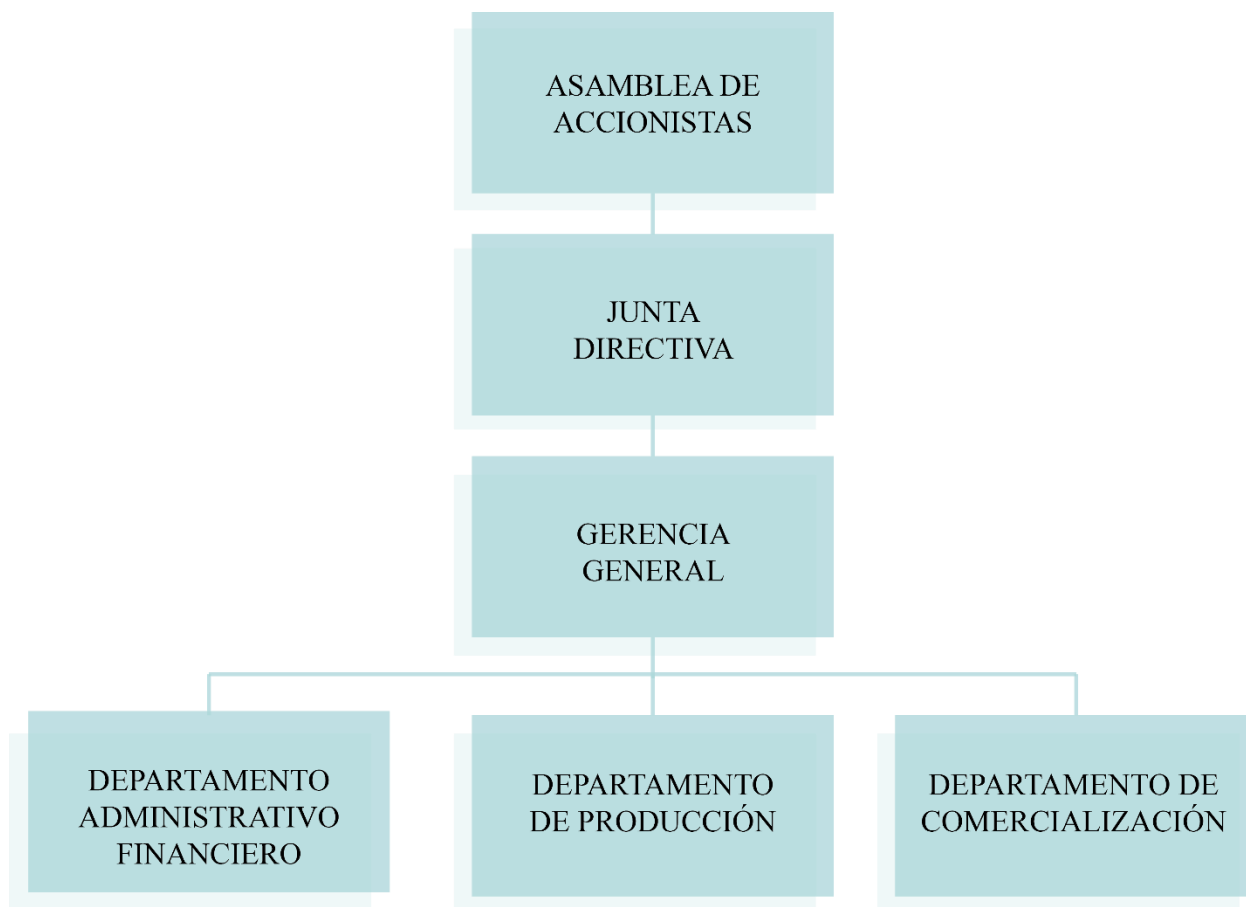 ASAMBLEA DE
ACCIONISTAS
JUNTA
DIRECTIVA
GERENCIA
GENERAL
DEPARTAMENTO
ADMINISTRATIVO
FINANCIERO
DEPARTAMENTO
DE PRODUCCIÓN
DEPARTAMENTO DE
COMERCIALIZACIÓN